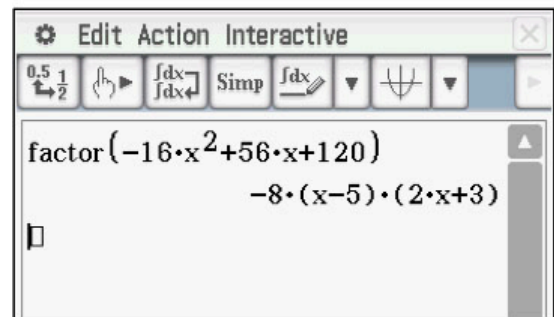 Edit Action Interactive
0.5 1/2 ∫dx ∫dx Simp ∫dx
factor(-16·x²+56·x+120)
-8·(x-5)·(2·x+3)